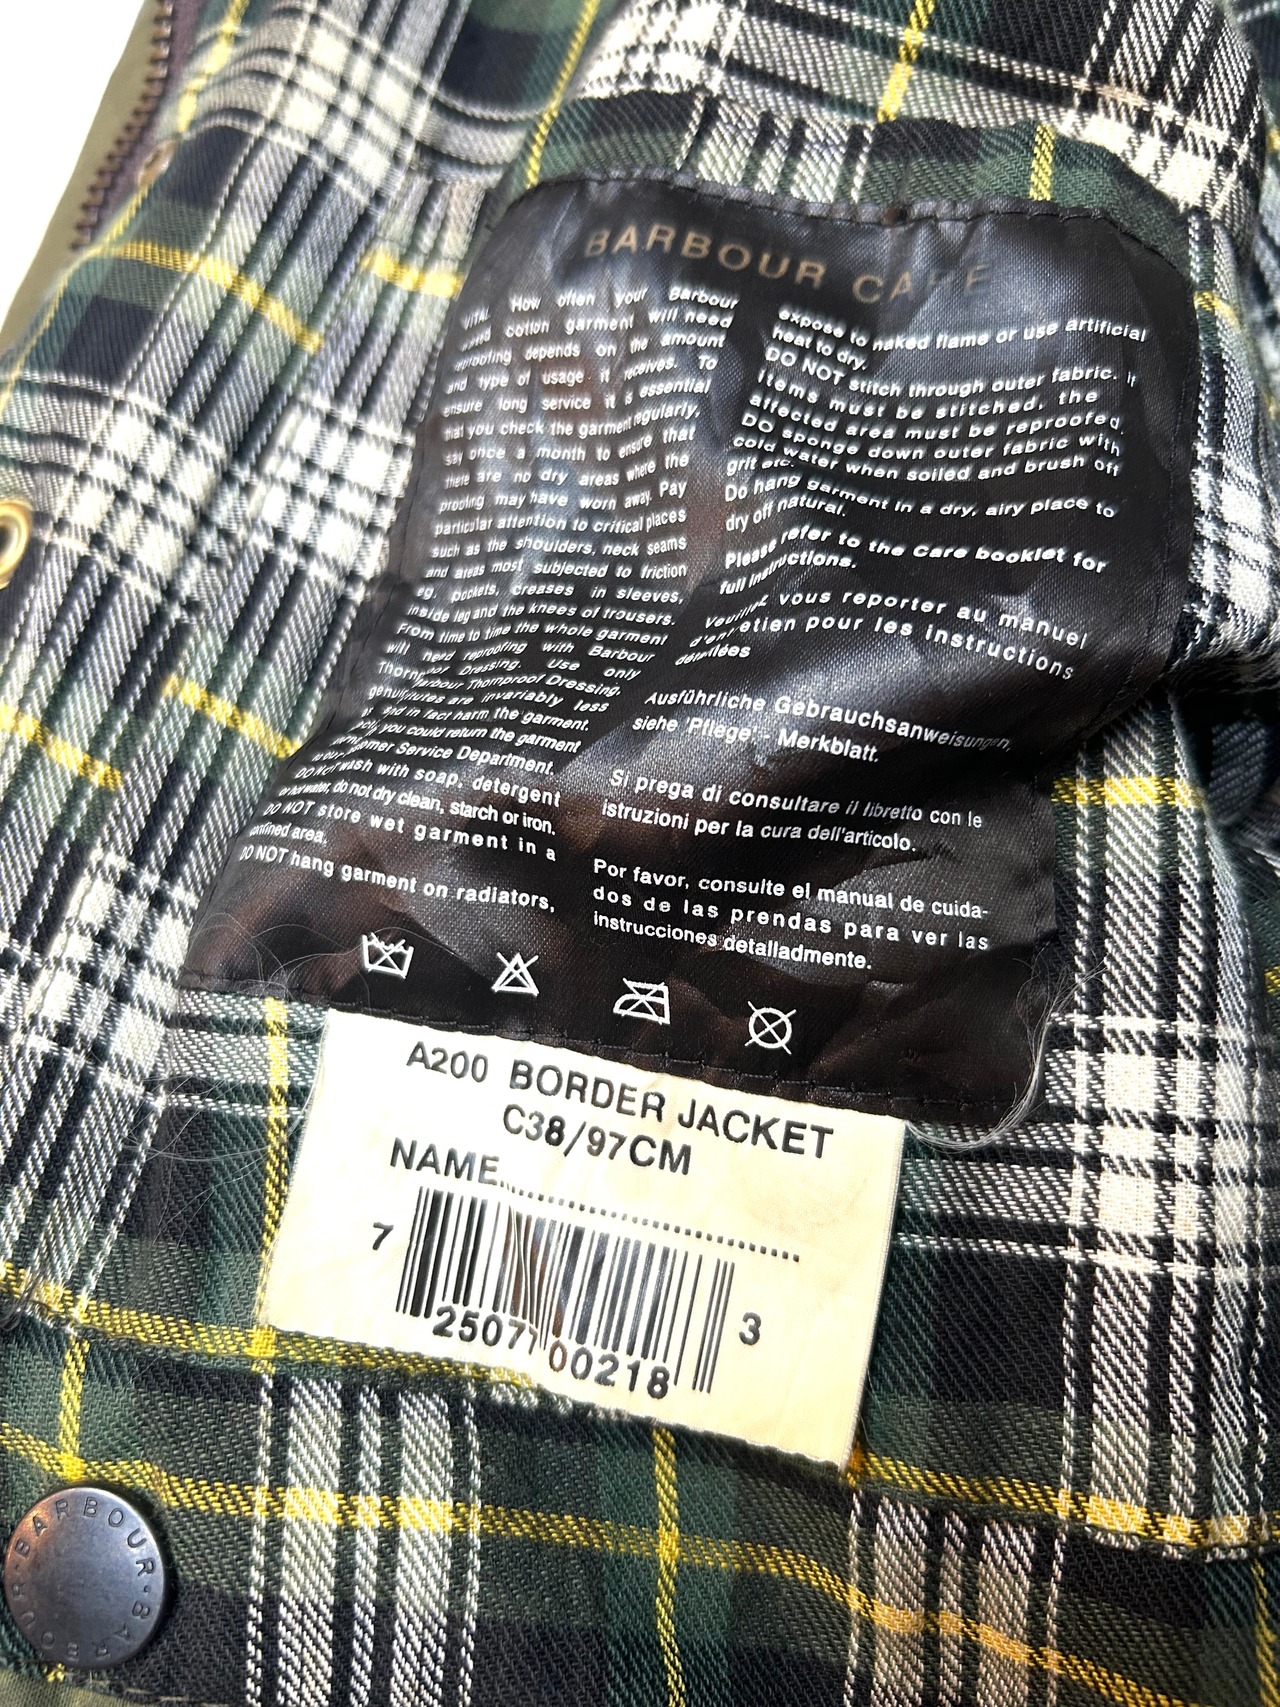 BARBOUR CARE
VITAL How often your Barbour
waxed cotton garment will need
reproofing depends on the amount
and type of usage it receives. To
ensure long service it is essential
that you check the garment regularly,
say once a month to ensure that
there are no dry areas where the
proofing may have worn away. Pay
particular attention to critical places
such as the shoulders, neck seams
and areas most subjected to friction
eg. pockets, creases in sleeves,
inside leg and the knees of trousers.
From time to time the whole garment
will need reproofing with Barbour
Dressing. Use only
Barbour Thornproof Dressing.
are invariably less
and in fact harm the garment.
you could return the garment
to our Customer Service Department.
DO NOT wash with soap, detergent
or hot water, do not dry clean, starch or iron.
DO NOT store wet garment in a
confined area.
DO NOT hang garment on radiators,
expose to naked flame or use artificial
heat to dry.
DO NOT stitch through outer fabric. If
items must be stitched, the
affected area must be reproofed.
DO sponge down outer fabric with
cold water when soiled and brush off
grit etc.
Do hang garment in a dry, airy place to
dry off natural.
Please refer to the Care booklet for
full instructions.
Veuillez vous reporter au manuel
d'entretien pour les instructions
détaillées
Ausführliche Gebrauchsanweisungen,
siehe 'Pflege' - Merkblatt.
Si prega di consultare il libretto con le
istruzioni per la cura dell'articolo.
Por favor, consulte el manual de cuida-
dos de las prendas para ver las
instrucciones detalladmente.
A200 BORDER JACKET
C38/97CM
NAME..............................
7 25077 00218 3
BARBOUR · BARBOUR ·